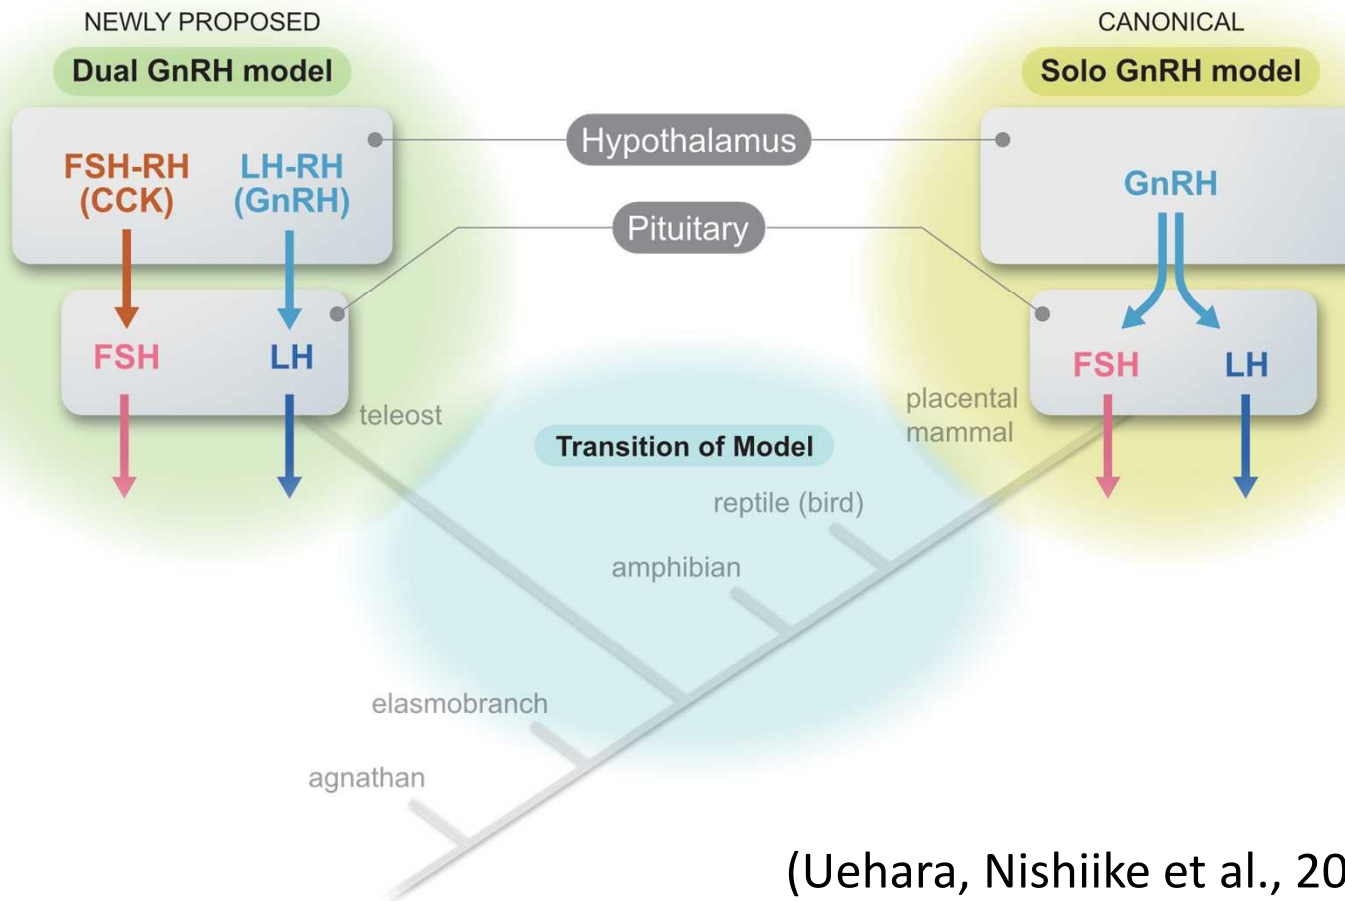 NEWLY PROPOSED
Dual GnRH model
CANONICAL
Solo GnRH model
Hypothalamus
FSH-RH
(CCK)
LH-RH
(GnRH)
GnRH
Pituitary
FSH
LH
FSH
LH
teleost
placental
mammal
Transition of Model
reptile (bird)
amphibian
elasmobranch
agnathan
(Uehara, Nishiike et al., 20